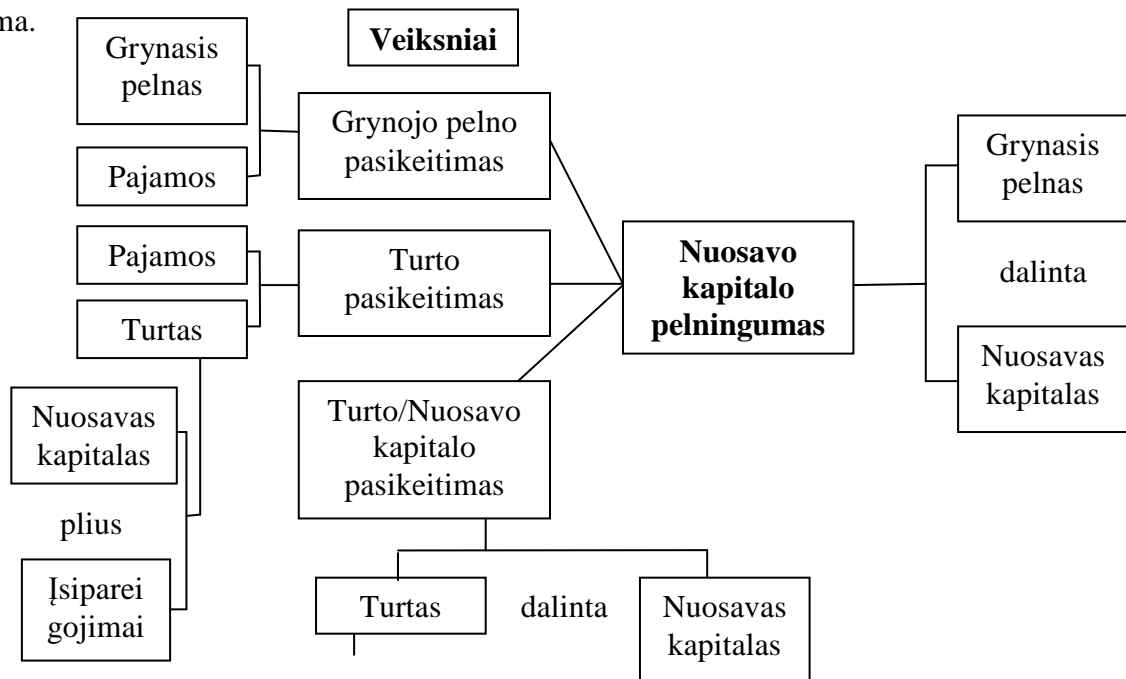 ma.
Veiksniai
Grynasis
pelnas
Pajamos
Grynojo pelno
pasikeitimas
Pajamos
Turtas
Turto
pasikeitimas
Nuosavas
kapitalas
plius
Įsiparei
gojimai
Turto/Nuosavo
kapitalo
pasikeitimas
Turtas
dalinta
Nuosavas
kapitalas
Nuosavo
kapitalo
pelningumas
Grynasis
pelnas
dalinta
Nuosavas
kapitalas